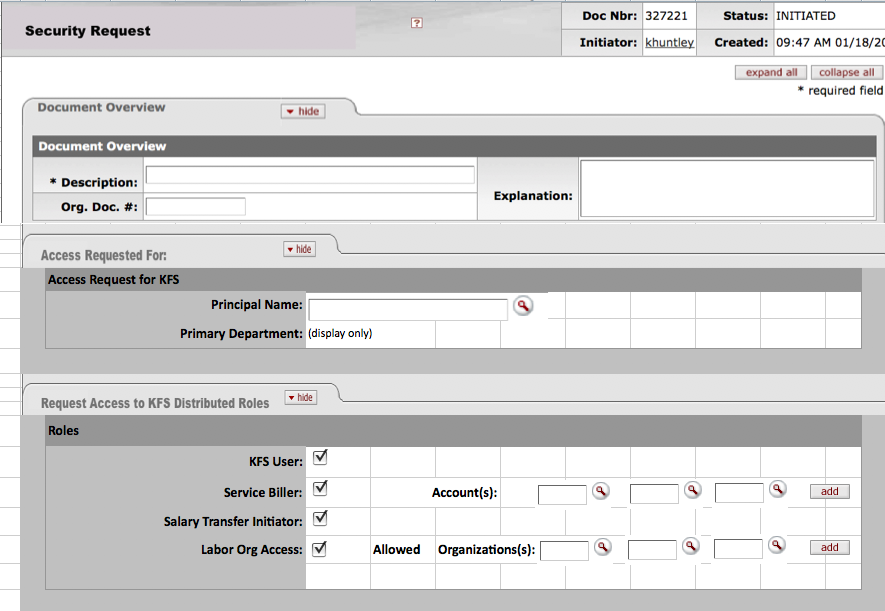 Security Request
?
Doc Nbr: 327221 Status: INITIATED
Initiator: khuntley Created: 09:47 AM 01/18/20
expand all collapse all
* required field
Document Overview hide
Document Overview
* Description:
Explanation:
Org. Doc. #:
Access Requested For: hide
Access Request for KFS
Principal Name:
Primary Department: (display only)
Request Access to KFS Distributed Roles hide
Roles
KFS User:
Service Biller: Account(s): add
Salary Transfer Initiator:
Labor Org Access: Allowed Organizations(s): add